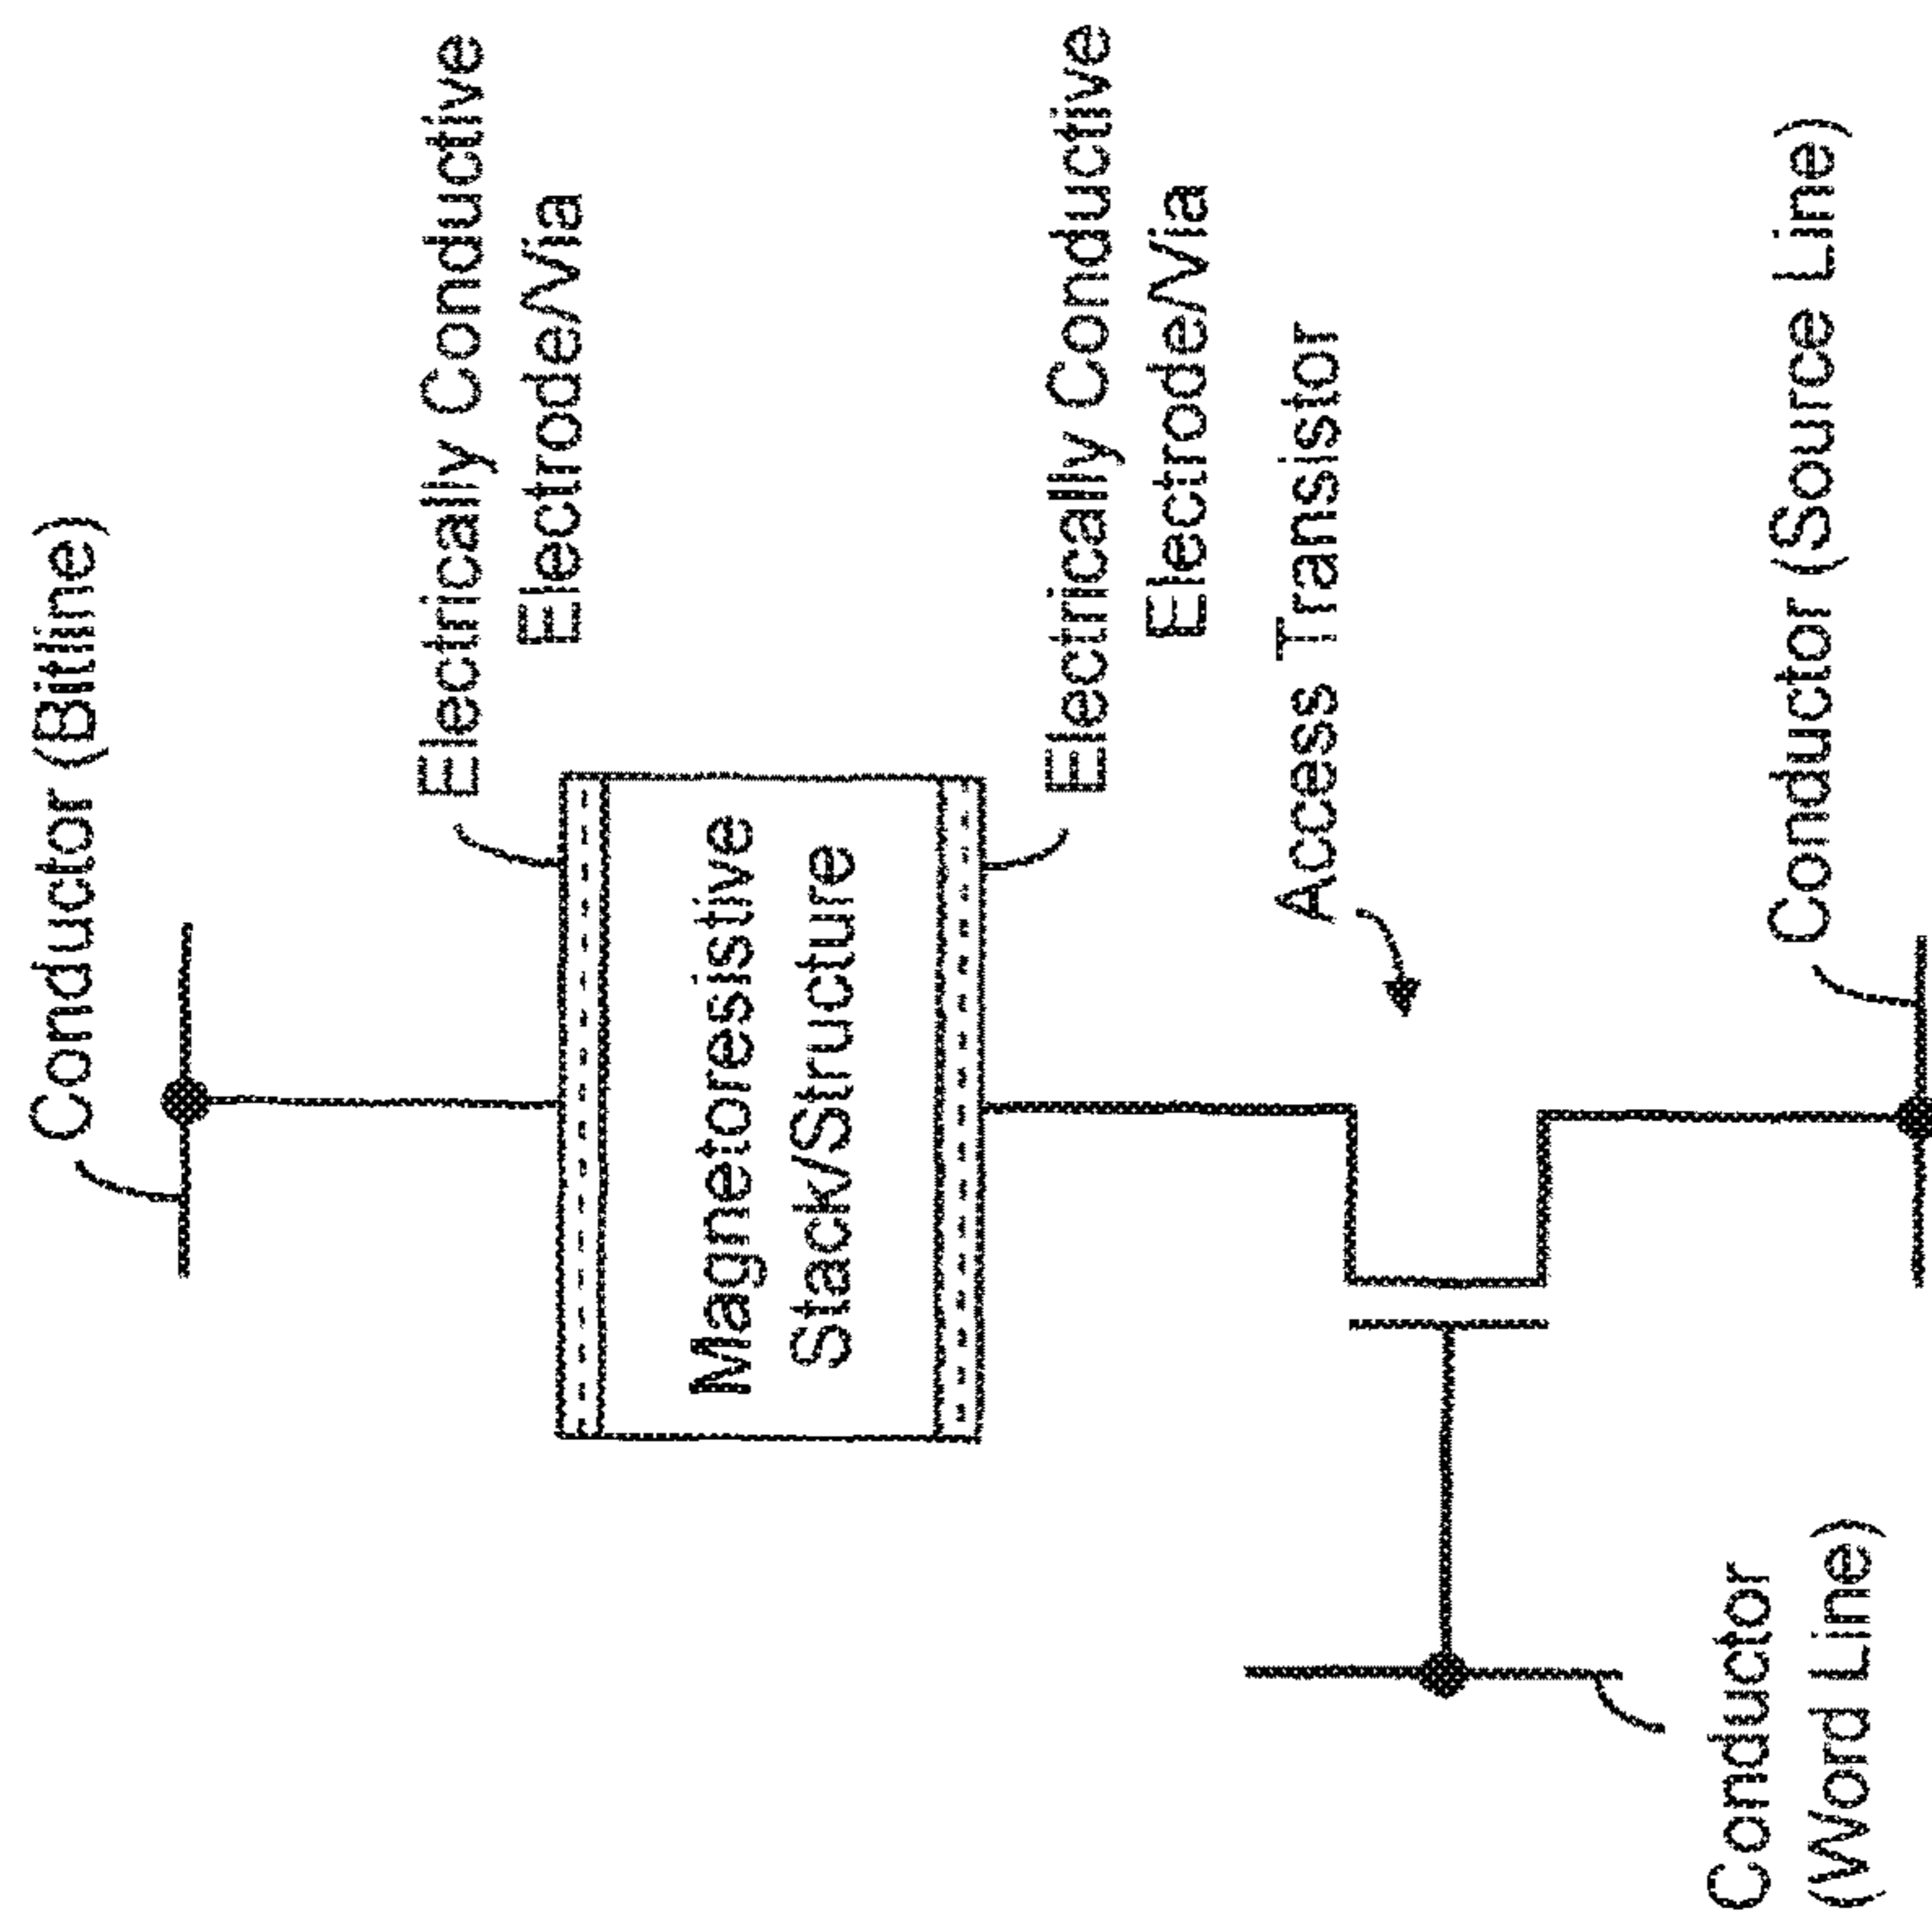 Conductor (Bitline)
Electrically Conductive
Electrode/Via
Magnetoresistive
Stack/Structure
Electrically Conductive
Electrode/Via
Access Transistor
Conductor (Source Line)
Conductor
(Word Line)